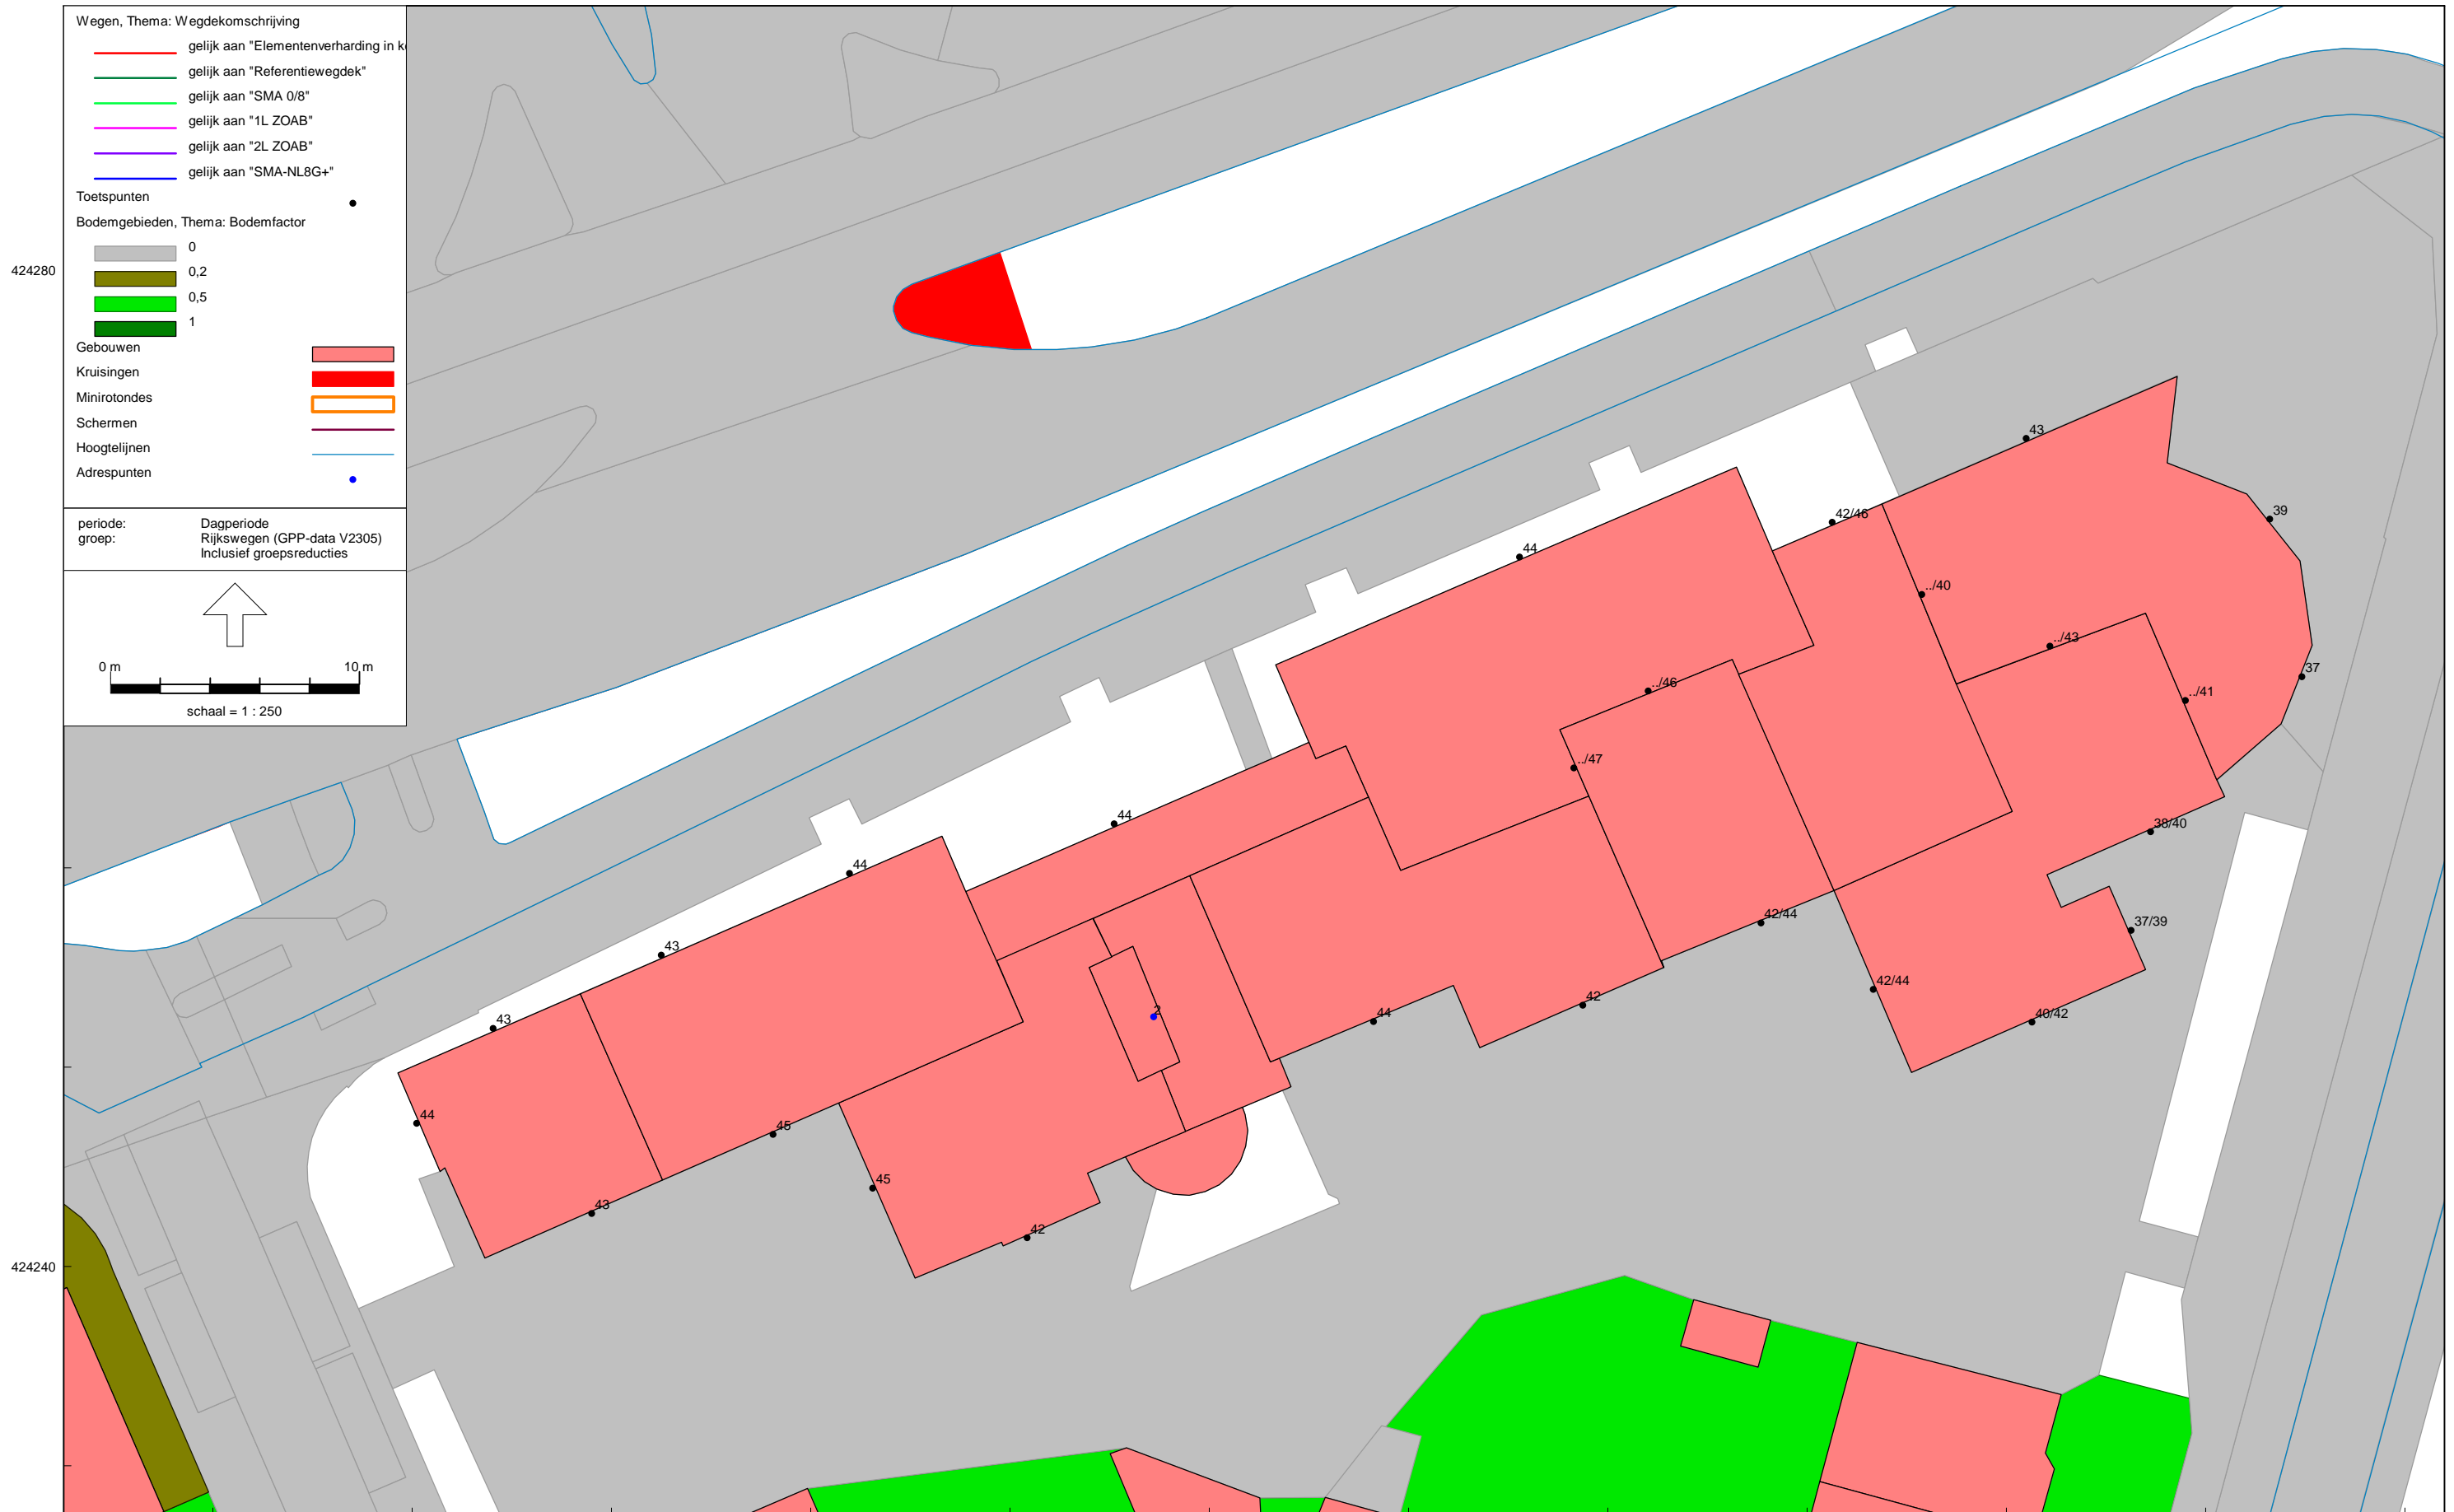 Wegen, Thema: Wegdekomschrijving
gelijk aan "Elementenverharding in k
gelijk aan "Referentiewegdek"
gelijk aan "SMA 0/8"
gelijk aan "1L ZOAB"
gelijk aan "2L ZOAB"
gelijk aan "SMA-NL8G+"
Toetspunten
Bodemgebieden, Thema: Bodemfactor
0
0,2
0,5
1
Gebouwen
Kruisingen
Minirotondes
Schermen
Hoogtelijnen
Adrespunten
periode: Dagperiode
groep: Rijkswegen (GPP-data V2305)
Inclusief groepsreducties
0 m 10 m
schaal = 1 : 250
424280
43
39
42/46
44
../40
../43
37
../46
../41
../47
44
38/40
44
42/44
37/39
43
42/44
42
2
44
40/42
43
44
45
45
43
42
424240